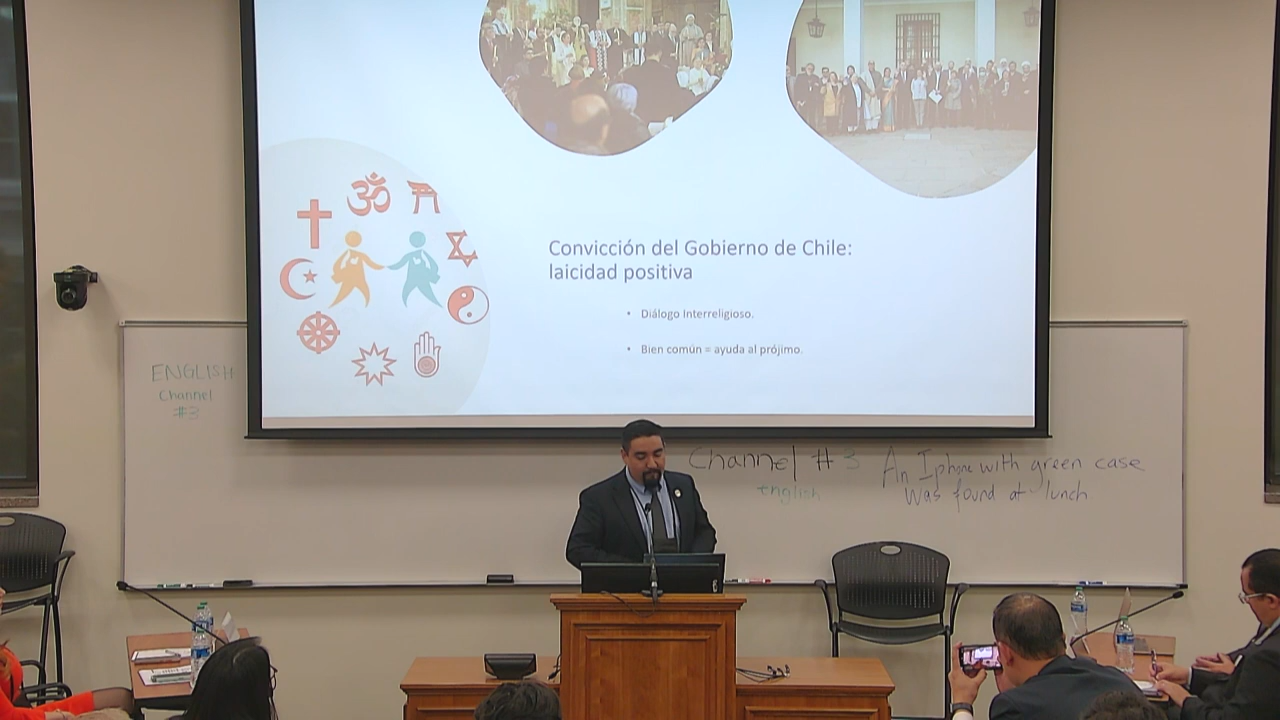 Convicción del Gobierno de Chile:
laicidad positiva
• Diálogo Interreligioso.
• Bien común = ayuda al prójimo.
ENGLISH
Channel
#3
Channel #3
english
An Iphone with green case
was found at lunch